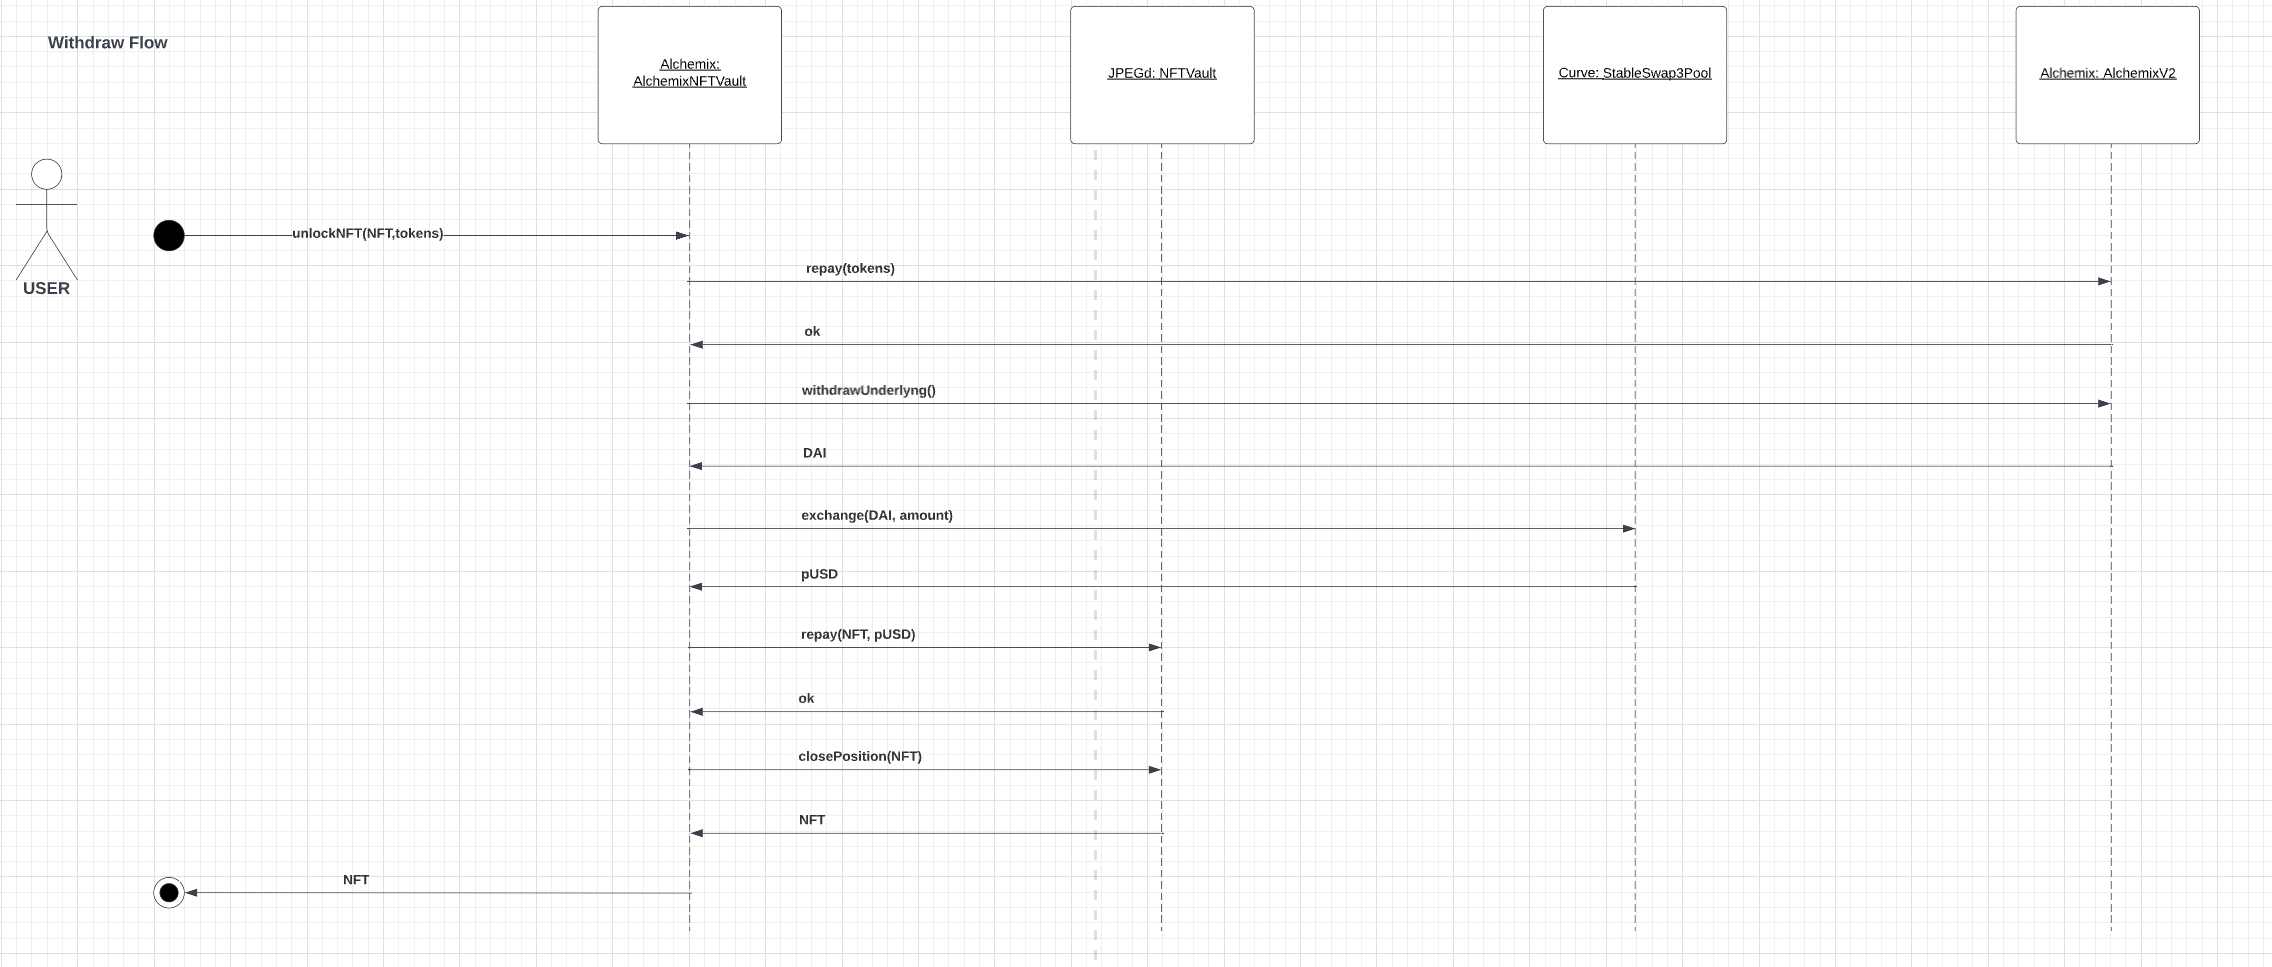 Withdraw Flow
Alchemix:
AlchemixNFTVault
JPEGd: NFTVault
Curve: StableSwap3Pool
Alchemix: AlchemixV2
USER
unlockNFT(NFT,tokens)
repay(tokens)
ok
withdrawUnderlyng()
DAI
exchange(DAI, amount)
pUSD
repay(NFT, pUSD)
ok
closePosition(NFT)
NFT
NFT